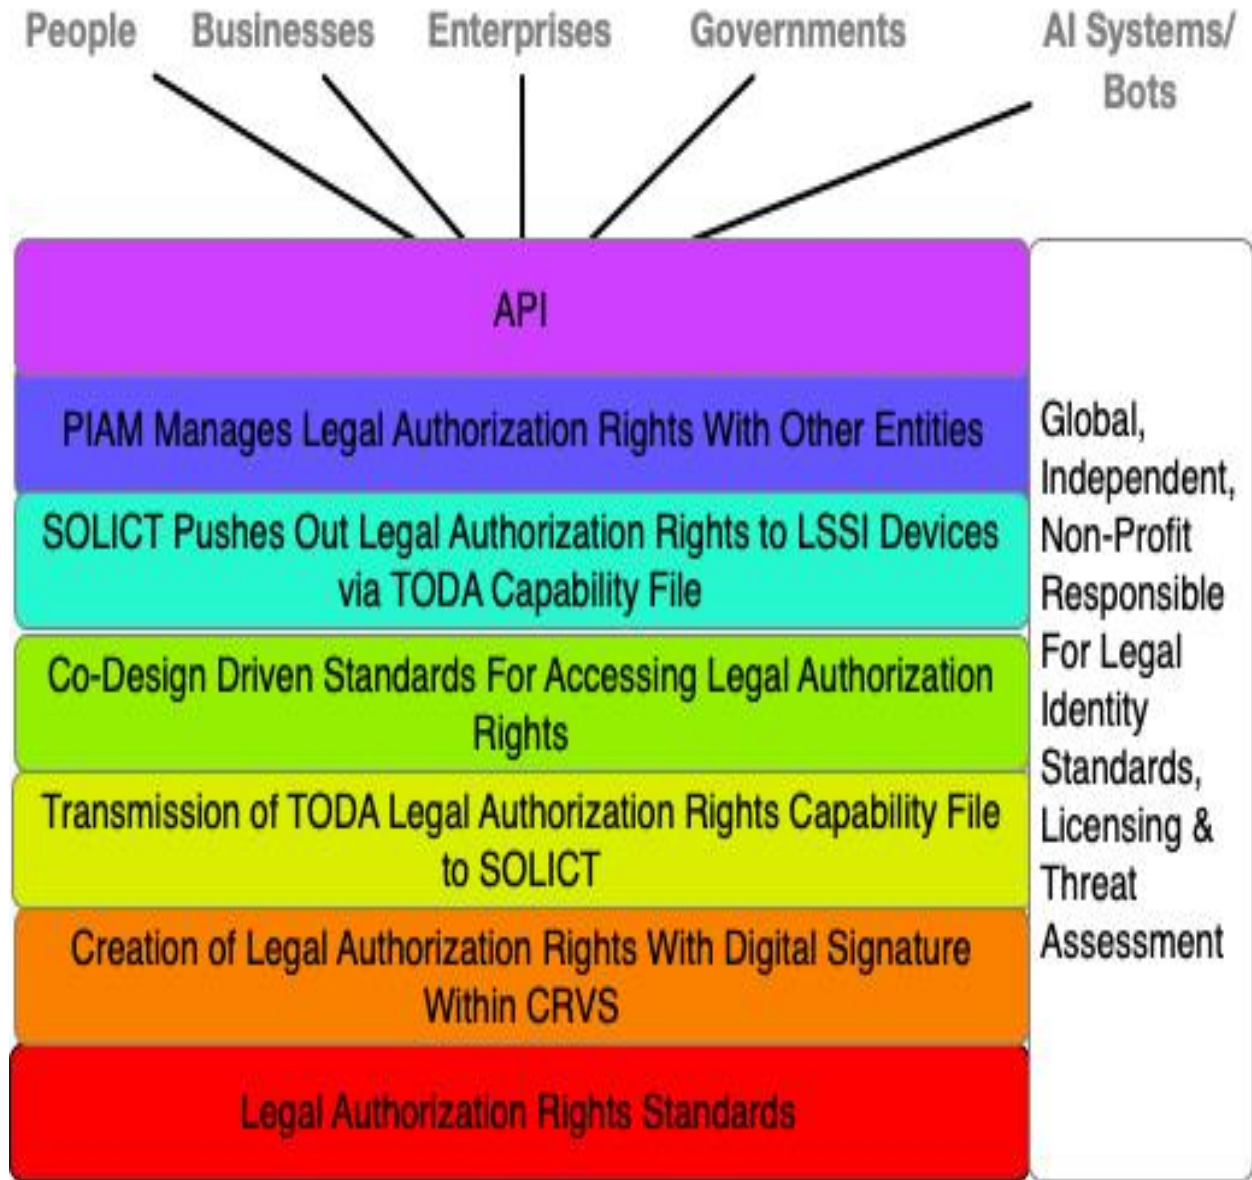 People Businesses Enterprises Governments AI Systems/
Bots
API
PIAM Manages Legal Authorization Rights With Other Entities
SOLICT Pushes Out Legal Authorization Rights to LSSI Devices
via TODA Capability File
Co-Design Driven Standards For Accessing Legal Authorization
Rights
Transmission of TODA Legal Authorization Rights Capability File
to SOLICT
Creation of Legal Authorization Rights With Digital Signature
Within CRVS
Legal Authorization Rights Standards
Global,
Independent,
Non-Profit
Responsible
For Legal
Identity
Standards,
Licensing &
Threat
Assessment